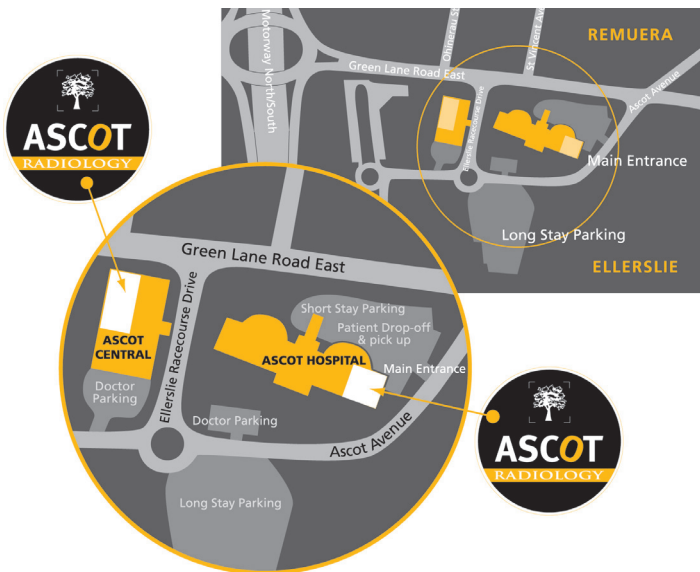 Motorway North/South
Ohinerau St
St Vincent Ave
REMUERA
Green Lane Road East
Ellerslie Racecourse Drive
Ascot Avenue
Main Entrance
Long Stay Parking
ELLERSLIE
ASCOT
RADIOLOGY
Green Lane Road East
Ellerslie Racecourse Drive
Short Stay Parking
Patient Drop-off
& pick up
ASCOT
CENTRAL
ASCOT HOSPITAL
Main Entrance
Doctor
Parking
Doctor Parking
Ascot Avenue
Long Stay Parking
ASCOT
RADIOLOGY